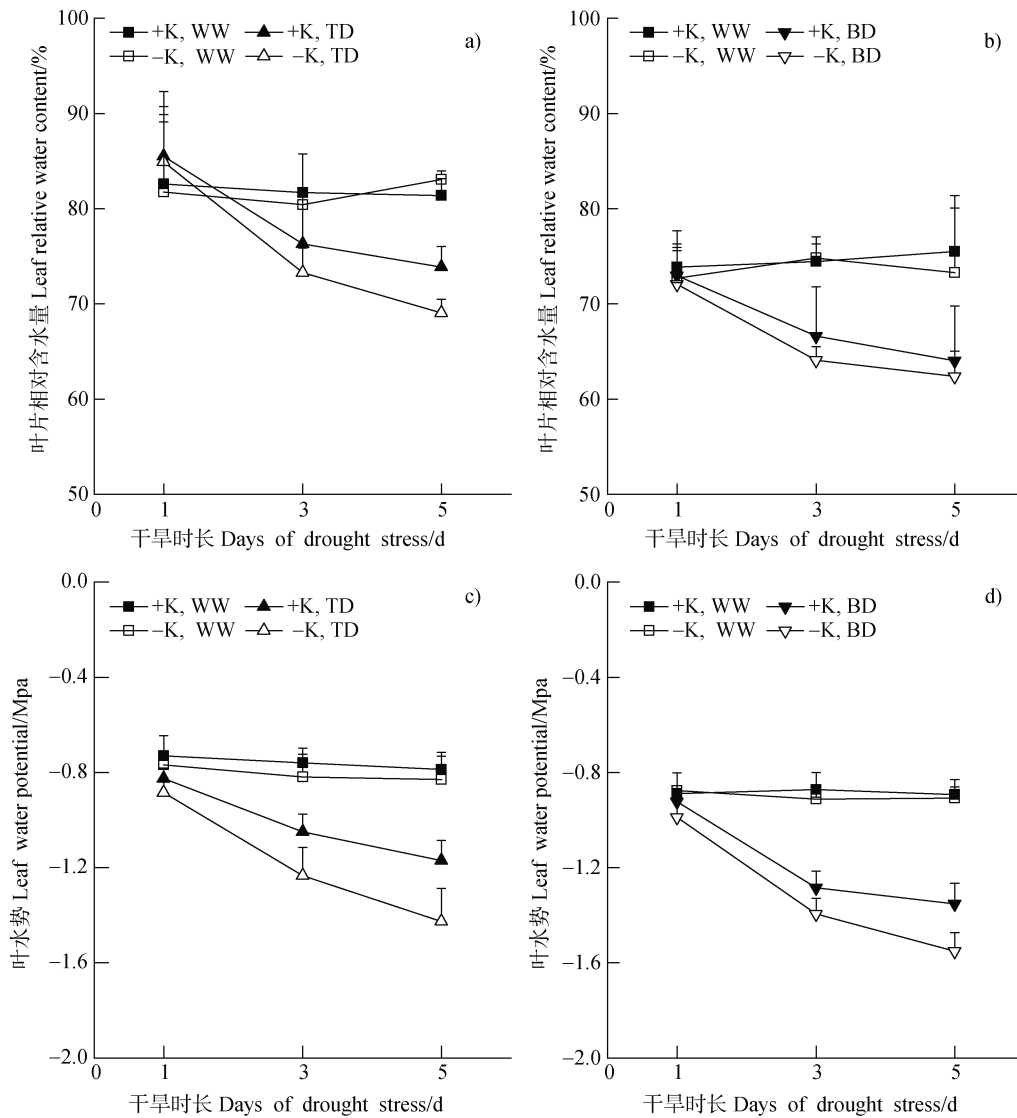 100
90
80
70
60
50
叶片相对含水量 Leaf relative water content/%
+K, WW +K, TD
–K, WW –K, TD
a)
0 1 3 5
干旱时长 Days of drought stress/d
100
90
80
70
60
50
叶片相对含水量 Leaf relative water content/%
+K, WW +K, BD
–K, WW –K, BD
b)
0 1 3 5
干旱时长 Days of drought stress/d
0.0
–0.4
–0.8
–1.2
–1.6
–2.0
叶水势 Leaf water potential/Mpa
+K, WW +K, TD
–K, WW –K, TD
c)
0 1 3 5
干旱时长 Days of drought stress/d
0.0
–0.4
–0.8
–1.2
–1.6
–2.0
叶水势 Leaf water potential/Mpa
+K, WW +K, BD
–K, WW –K, BD
d)
0 1 3 5
干旱时长 Days of drought stress/d